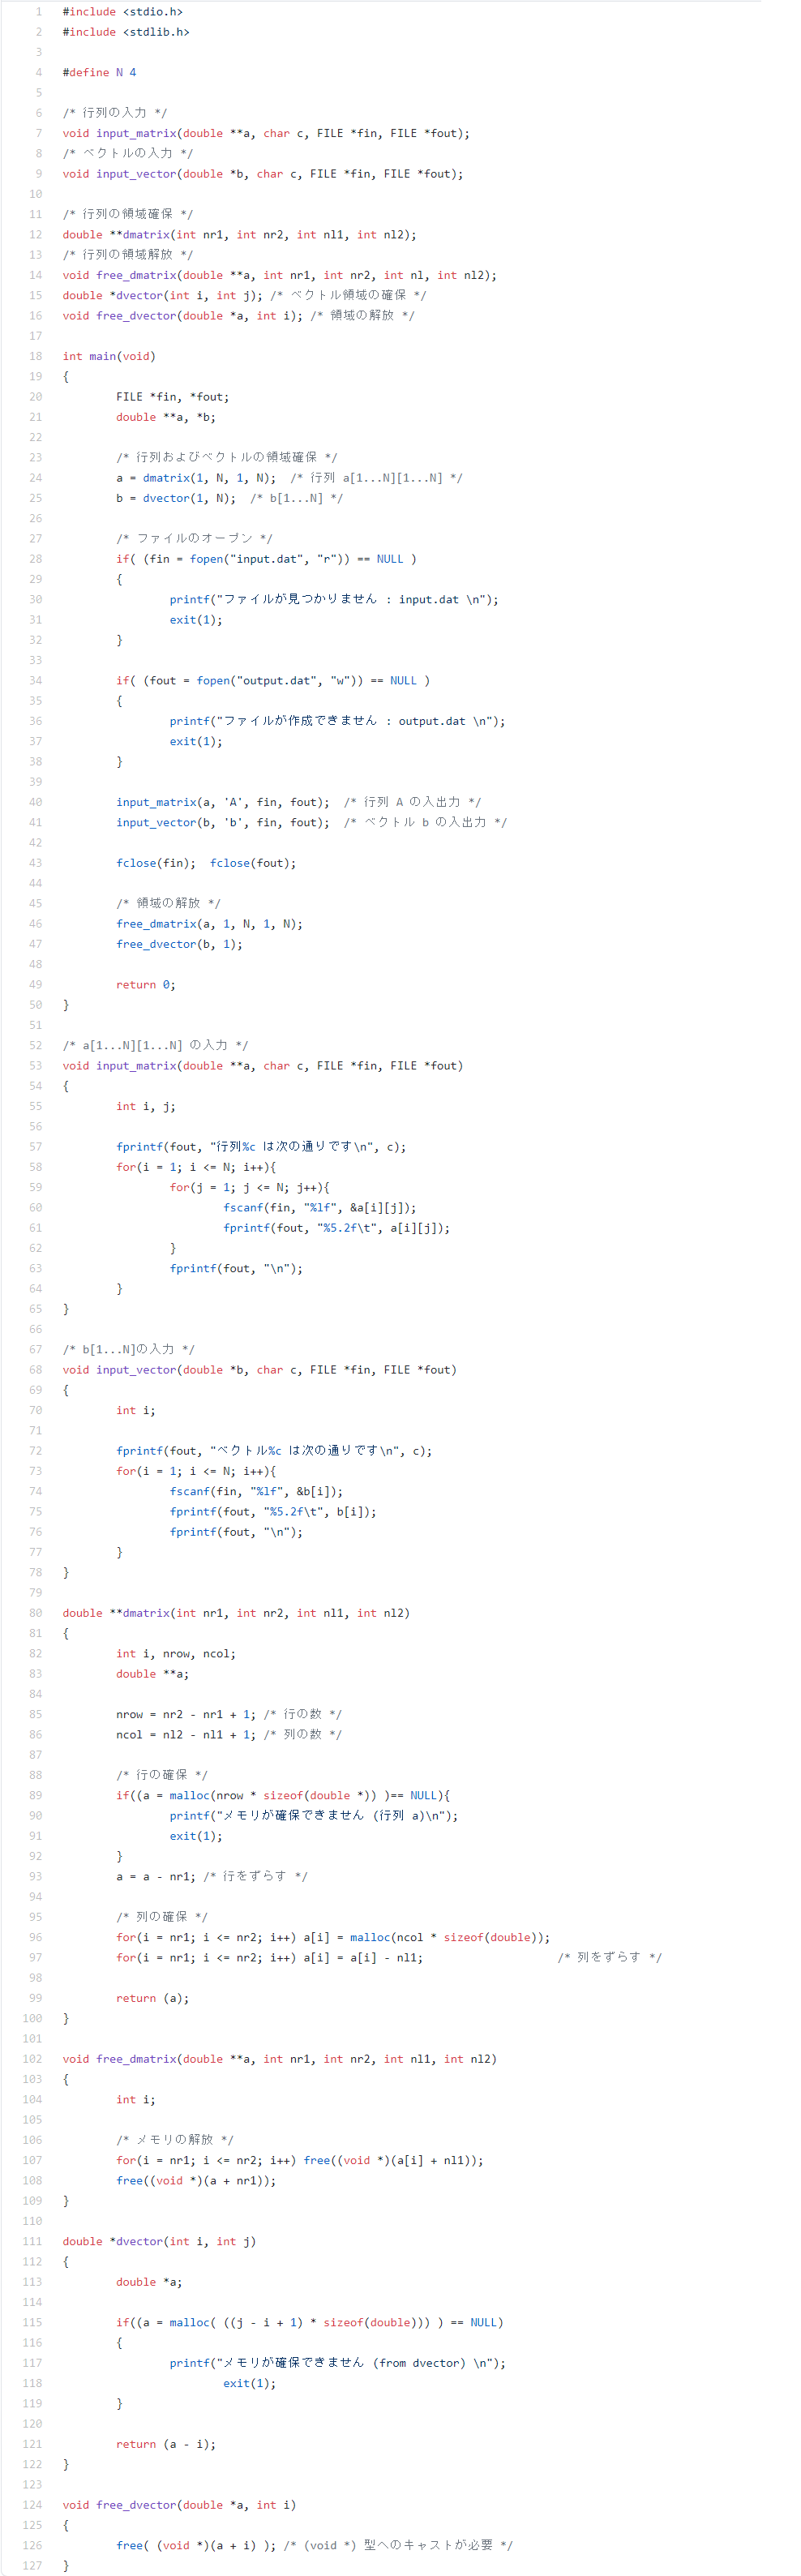 1 #include <stdio.h>
2 #include <stdlib.h>
3
4 #define N 4
5
6 /* 行列の入力 */
7 void input_matrix(double **a, char c, FILE *fin, FILE *fout);
8 /* ベクトルの入力 */
9 void input_vector(double *b, char c, FILE *fin, FILE *fout);
10
11 /* 行列の領域確保 */
12 double **dmatrix(int nr1, int nr2, int nl1, int nl2);
13 /* 行列の領域解放 */
14 void free_dmatrix(double **a, int nr1, int nr2, int nl, int nl2);
15 double *dvector(int i, int j); /* ベクトル領域の確保 */
16 void free_dvector(double *a, int i); /* 領域の解放 */
17
18 int main(void)
19 {
20 FILE *fin, *fout;
21 double **a, *b;
22
23 /* 行列およびベクトルの領域確保 */
24 a = dmatrix(1, N, 1, N);  /* 行列 a[1...N][1...N] */
25 b = dvector(1, N);  /* b[1...N] */
26
27 /* ファイルのオープン */
28 if( (fin = fopen("input.dat", "r")) == NULL )
29 {
30 printf("ファイルが見つかりません : input.dat \n");
31 exit(1);
32 }
33
34 if( (fout = fopen("output.dat", "w")) == NULL )
35 {
36 printf("ファイルが作成できません : output.dat \n");
37 exit(1);
38 }
39
40 input_matrix(a, 'A', fin, fout);  /* 行列 A の入出力 */
41 input_vector(b, 'b', fin, fout);  /* ベクトル b の入出力 */
42
43 fclose(fin);  fclose(fout);
44
45 /* 領域の解放 */
46 free_dmatrix(a, 1, N, 1, N);
47 free_dvector(b, 1);
48
49 return 0;
50 }
51
52 /* a[1...N][1...N] の入力 */
53 void input_matrix(double **a, char c, FILE *fin, FILE *fout)
54 {
55 int i, j;
56
57 fprintf(fout, "行列%c は次の通りです\n", c);
58 for(i = 1; i <= N; i++){
59 for(j = 1; j <= N; j++){
60 fscanf(fin, "%lf", &a[i][j]);
61 fprintf(fout, "%5.2f\t", a[i][j]);
62 }
63 fprintf(fout, "\n");
64 }
65 }
66
67 /* b[1...N]の入力 */
68 void input_vector(double *b, char c, FILE *fin, FILE *fout)
69 {
70 int i;
71
72 fprintf(fout, "ベクトル%c は次の通りです\n", c);
73 for(i = 1; i <= N; i++){
74 fscanf(fin, "%lf", &b[i]);
75 fprintf(fout, "%5.2f\t", b[i]);
76 fprintf(fout, "\n");
77 }
78 }
79
80 double **dmatrix(int nr1, int nr2, int nl1, int nl2)
81 {
82 int i, nrow, ncol;
83 double **a;
84
85 nrow = nr2 - nr1 + 1; /* 行の数 */
86 ncol = nl2 - nl1 + 1; /* 列の数 */
87
88 /* 行の確保 */
89 if((a = malloc(nrow * sizeof(double *)) )== NULL){
90 printf("メモリが確保できません (行列 a)\n");
91 exit(1);
92 }
93 a = a - nr1; /* 行をずらす */
94
95 /* 列の確保 */
96 for(i = nr1; i <= nr2; i++) a[i] = malloc(ncol * sizeof(double));
97 for(i = nr1; i <= nr2; i++) a[i] = a[i] - nl1; /* 列をずらす */
98
99 return (a);
100 }
101
102 void free_dmatrix(double **a, int nr1, int nr2, int nl1, int nl2)
103 {
104 int i;
105
106 /* メモリの解放 */
107 for(i = nr1; i <= nr2; i++) free((void *)(a[i] + nl1));
108 free((void *)(a + nr1));
109 }
110
111 double *dvector(int i, int j)
112 {
113 double *a;
114
115 if((a = malloc( ((j - i + 1) * sizeof(double))) ) == NULL)
116 {
117 printf("メモリが確保できません (from dvector) \n");
118 exit(1);
119 }
120
121 return (a - i);
122 }
123
124 void free_dvector(double *a, int i)
125 {
126 free( (void *)(a + i) ); /* (void *) 型へのキャストが必要 */
127 }